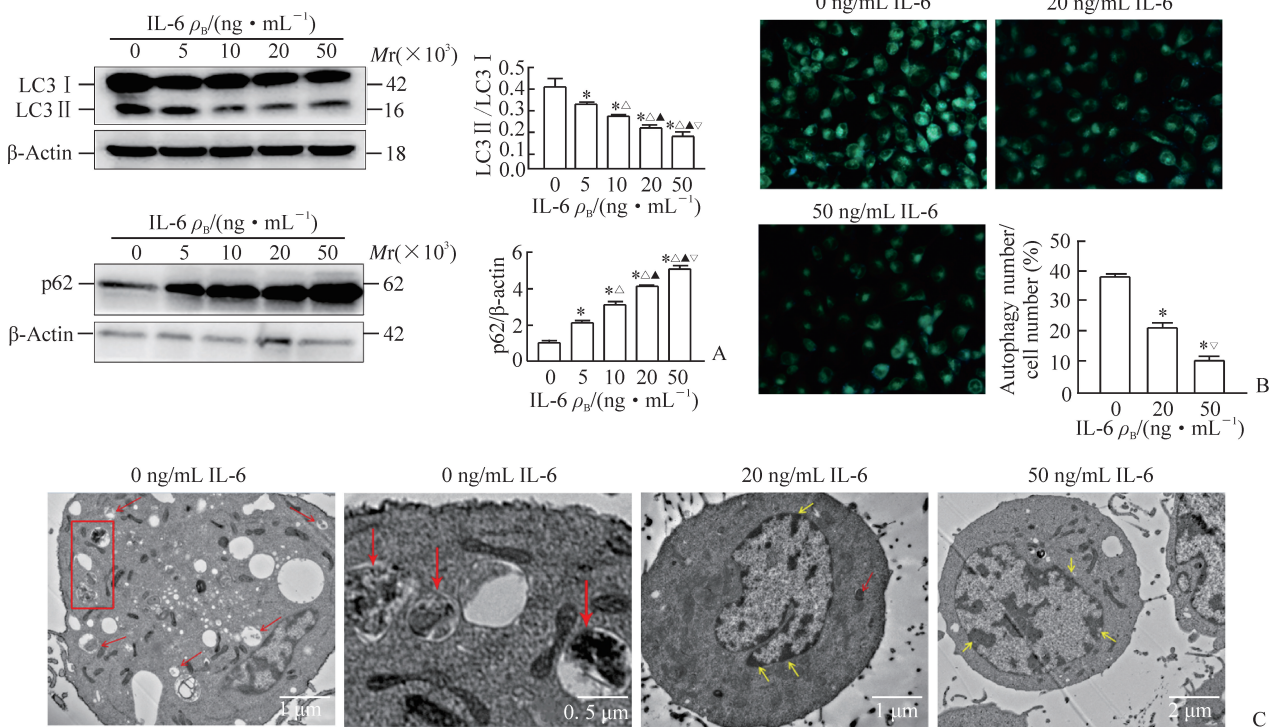 IL-6 ρB/(ng・mL⁻¹)
0 5 10 20 50 Mr(×10³)
LC3 Ⅰ 42
LC3 Ⅱ 16
β-Actin 18
LC3 Ⅱ/LC3 Ⅰ
0.5
0.4
0.3
0.2
0.1
0.0
* *△ *△▲ *△▲▽
0 5 10 20 50
IL-6 ρB/(ng・mL⁻¹)
IL-6 ρB/(ng・mL⁻¹)
0 5 10 20 50 Mr(×10³)
p62 62
β-Actin 42
p62/β-actin
6
4
2
0
* *△ *△▲ *△▲▽
0 5 10 20 50
IL-6 ρB/(ng・mL⁻¹)
A
0 ng/mL IL-6 20 ng/mL IL-6
50 ng/mL IL-6
Autophagy number/
cell number (%)
50
40
30
20
10
0
* *▽
0 20 50
IL-6 ρB/(ng・mL⁻¹)
B
0 ng/mL IL-6 0 ng/mL IL-6 20 ng/mL IL-6 50 ng/mL IL-6
1 μm 0. 5 μm 1 μm 2 μm
C